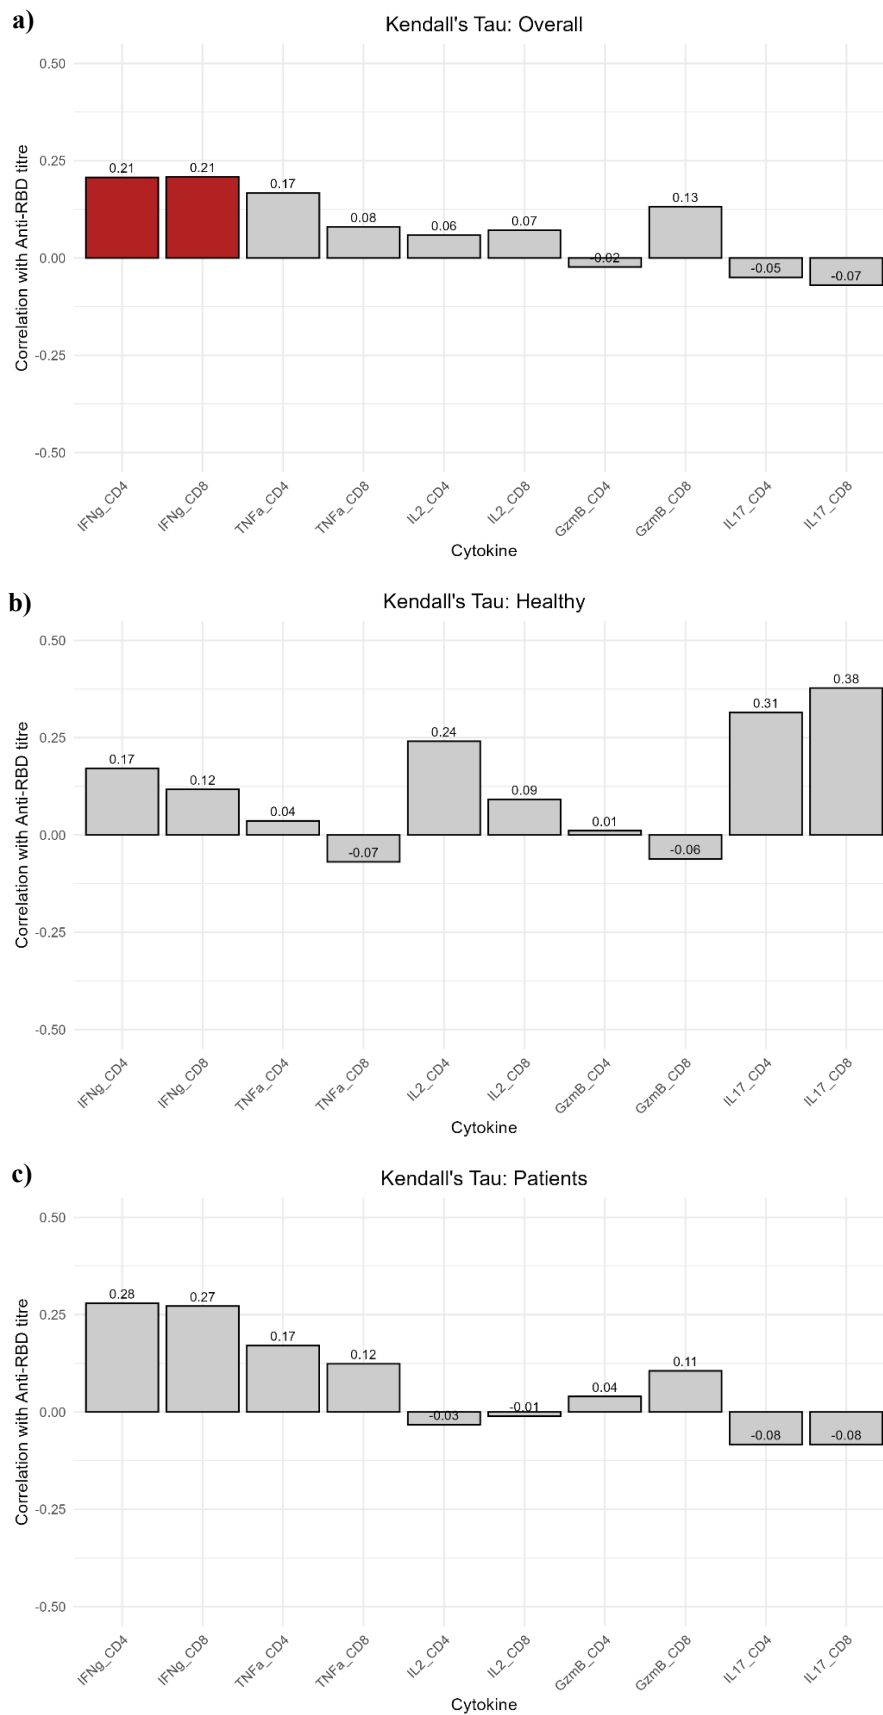 a)
Kendall's Tau: Overall
Correlation with Anti-RBD titre
0.50
0.25
0.00
-0.25
-0.50
0.21
0.21
0.17
0.08
0.06
0.07
-0.02
0.13
-0.05
-0.07
IFNg_CD4
IFNg_CD8
TNFa_CD4
TNFa_CD8
IL2_CD4
IL2_CD8
GzmB_CD4
GzmB_CD8
IL17_CD4
IL17_CD8
Cytokine
b)
Kendall's Tau: Healthy
Correlation with Anti-RBD titre
0.50
0.25
0.00
-0.25
-0.50
0.17
0.12
0.04
-0.07
0.24
0.09
0.01
-0.06
0.31
0.38
IFNg_CD4
IFNg_CD8
TNFa_CD4
TNFa_CD8
IL2_CD4
IL2_CD8
GzmB_CD4
GzmB_CD8
IL17_CD4
IL17_CD8
Cytokine
c)
Kendall's Tau: Patients
Correlation with Anti-RBD titre
0.50
0.25
0.00
-0.25
-0.50
0.28
0.27
0.17
0.12
-0.03
-0.01
0.04
0.11
-0.08
-0.08
IFNg_CD4
IFNg_CD8
TNFa_CD4
TNFa_CD8
IL2_CD4
IL2_CD8
GzmB_CD4
GzmB_CD8
IL17_CD4
IL17_CD8
Cytokine